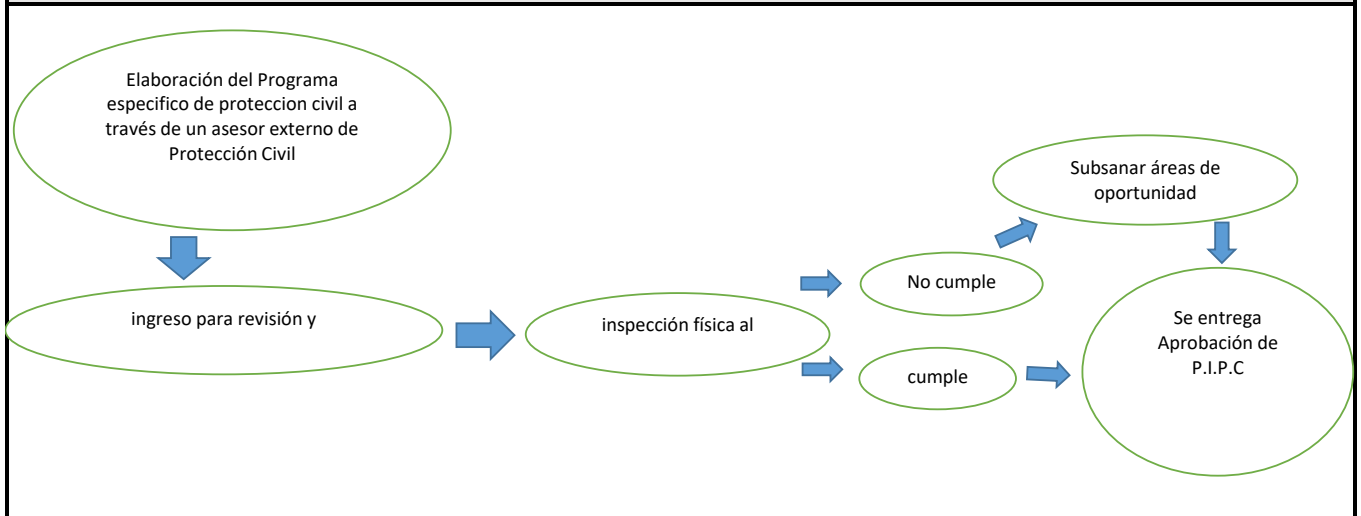 Elaboración del Programa
especifico de proteccion civil a
través de un asesor externo de
Protección Civil
ingreso para revisión y
inspección física al
No cumple
cumple
Subsanar áreas de
oportunidad
Se entrega
Aprobación de
P.I.P.C